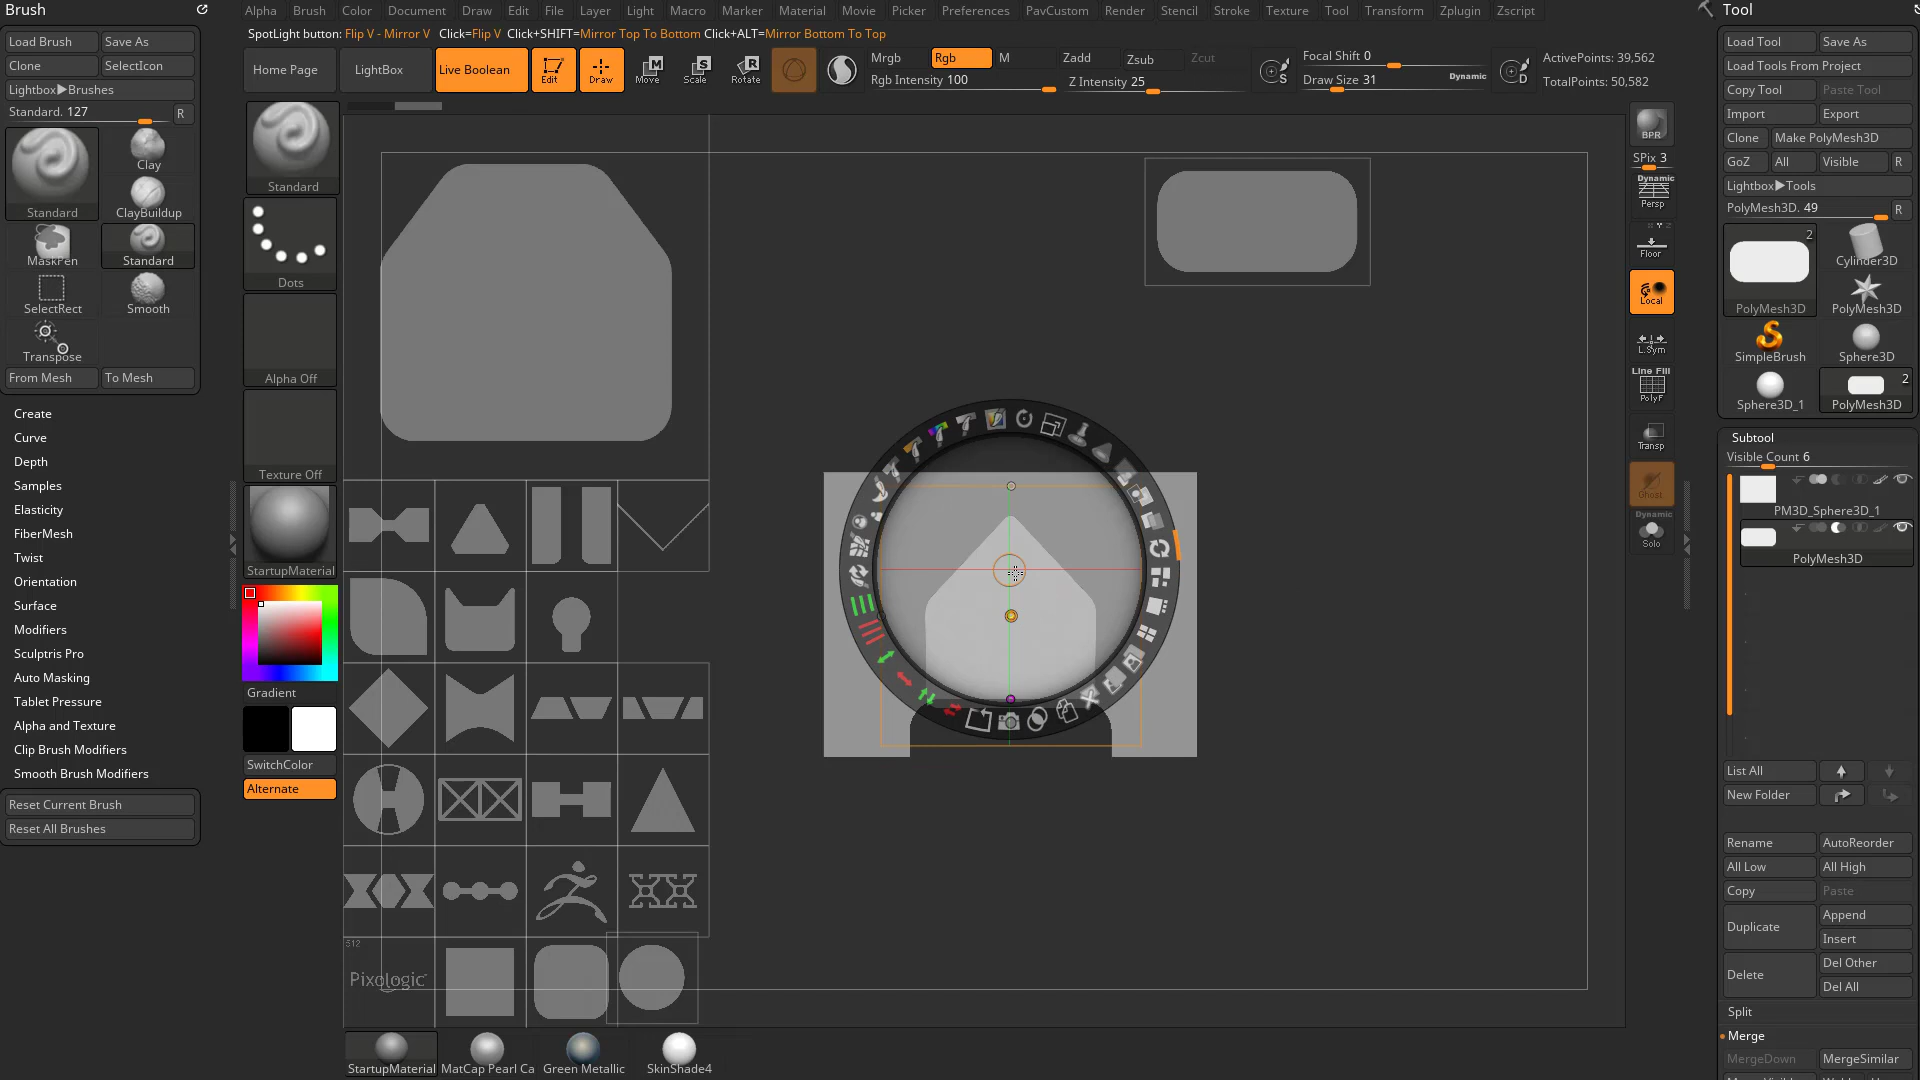 Brush
Alpha Brush Color Document Draw Edit File Layer Light Macro Marker Material Movie Picker Preferences PavCustom Render Stencil Stroke Texture Tool Transform Zplugin Zscript
Tool
SpotLight button: Flip V - Mirror V Click=Flip V Click+SHIFT=Mirror Top To Bottom Click+ALT=Mirror Bottom To Top
Load Brush Save As
Clone SelectIcon
Lightbox▶Brushes
Standard. 127 R
Standard
Clay
ClayBuildup
MaskPen Standard
SelectRect Smooth
Transpose
From Mesh To Mesh
Create
Curve
Depth
Samples
Elasticity
FiberMesh
Twist
Orientation
Surface
Modifiers
Sculptris Pro
Auto Masking
Tablet Pressure
Alpha and Texture
Clip Brush Modifiers
Smooth Brush Modifiers
Reset Current Brush
Reset All Brushes
Home Page LightBox Live Boolean Edit Draw Move Scale Rotate
Mrgb Rgb M Zadd Zsub Zcut
Rgb Intensity 100 Z Intensity 25
Focal Shift 0
Draw Size 31 Dynamic
ActivePoints: 39,562
TotalPoints: 50,582
Standard
Dots
Alpha Off
Texture Off
StartupMaterial
Gradient
SwitchColor
Alternate
512
Pixologic
StartupMaterial MatCap Pearl Ca Green Metallic SkinShade4
BPR
SPix 3
Dynamic
Persp
Floor
Local
L.Sym
Line Fill
PolyF
Transp
Ghost
Dynamic
Solo
Load Tool Save As
Load Tools From Project
Copy Tool Paste Tool
Import Export
Clone Make PolyMesh3D
GoZ All Visible R
Lightbox▶Tools
PolyMesh3D. 49 R
2
Cylinder3D
PolyMesh3D PolyMesh3D
SimpleBrush Sphere3D
2
Sphere3D_1 PolyMesh3D
Subtool
Visible Count 6
PM3D_Sphere3D_1
PolyMesh3D
List All
New Folder
Rename AutoReorder
All Low All High
Copy Paste
Duplicate Append
Insert
Delete Del Other
Del All
Split
Merge
MergeDown MergeSimilar